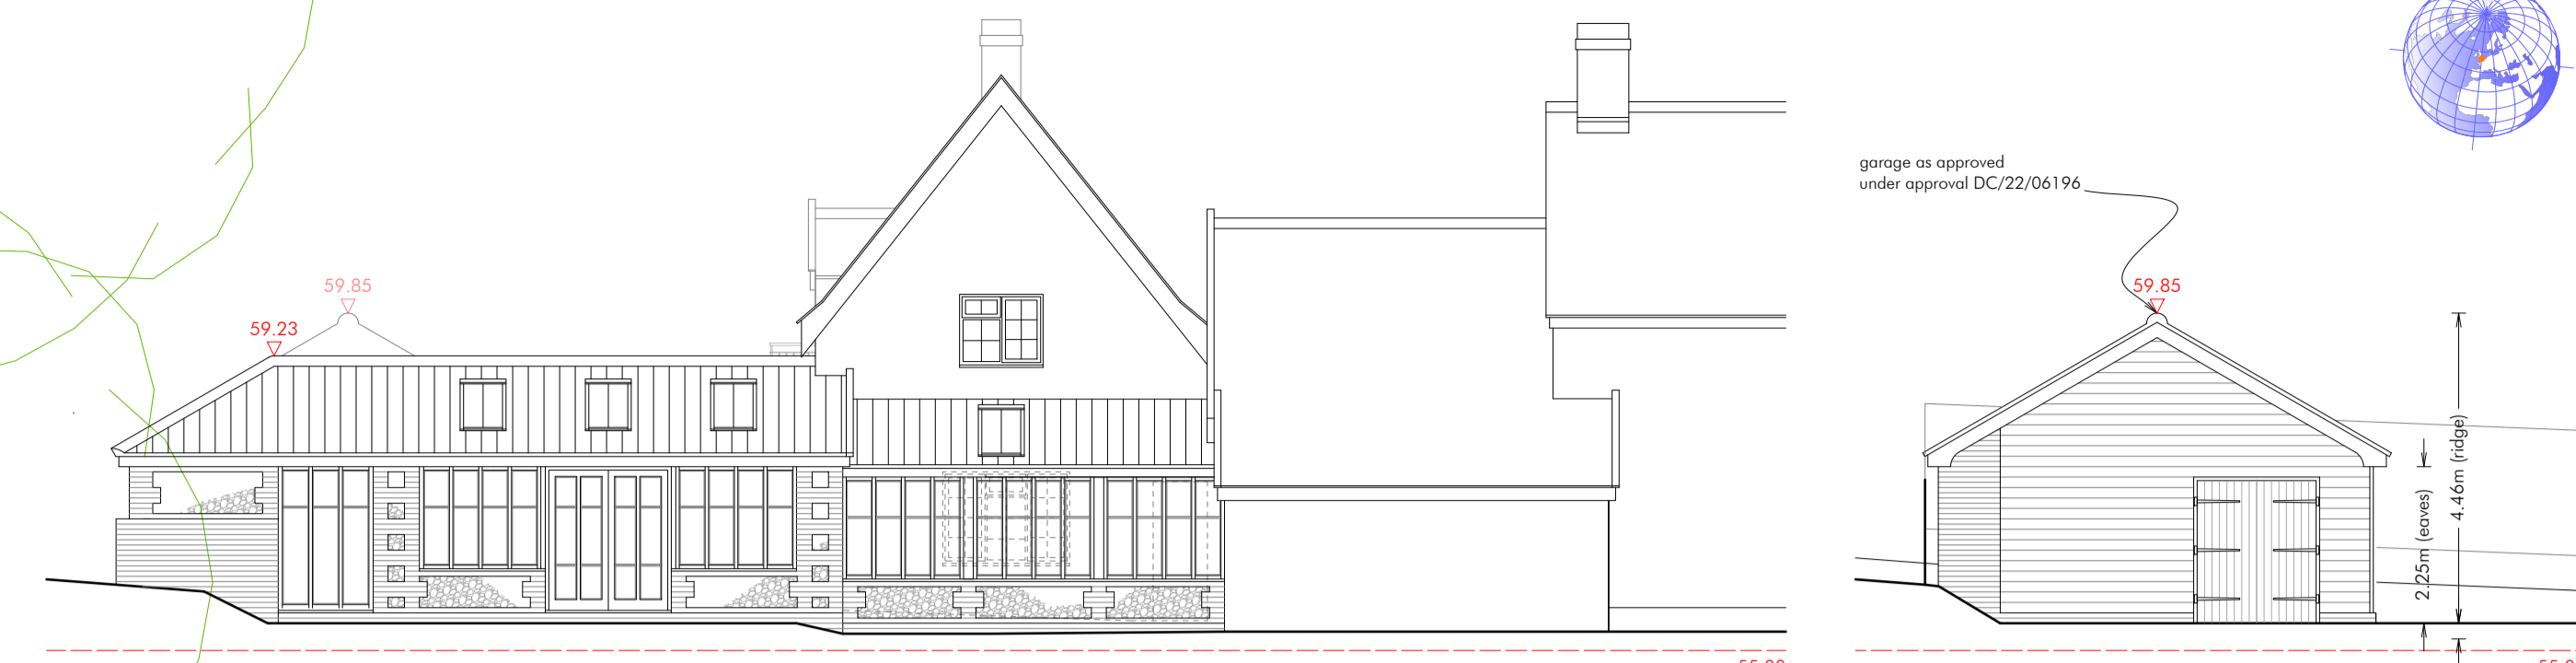 59.85
59.23
garage as approved
under approval DC/22/06196
59.85
2.25m (eaves)
4.46m (ridge)